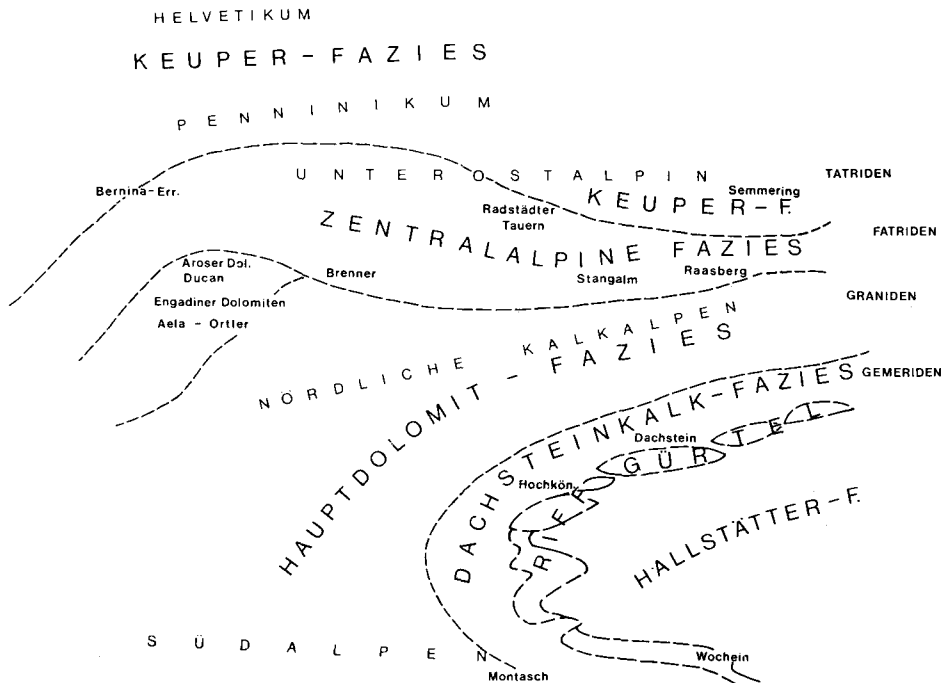 HELVETIKUM
KEUPER-FAZIES
PENNINIKUM
UNTEROSTALPIN
TATRIDEN
Bernina-Err.
Semmering
KEUPER-F.
Radstädter
Tauern
ZENTRALALPINE FAZIES
FATRIDEN
Aroser Dol.
Ducan
Brenner
Stangalm
Raasberg
Engadiner Dolomiten
Aela - Ortler
GRANIDEN
NÖRDLICHE KALKALPEN
HAUPTDOLOMIT-FAZIES
GEMERIDEN
DACHSTEINKALK-FAZIES
Dachstein
Hochkön.
RIFFGÜRTEL
HALLSTÄTTER-F.
SÜDALPEN
Montasch
Wochein